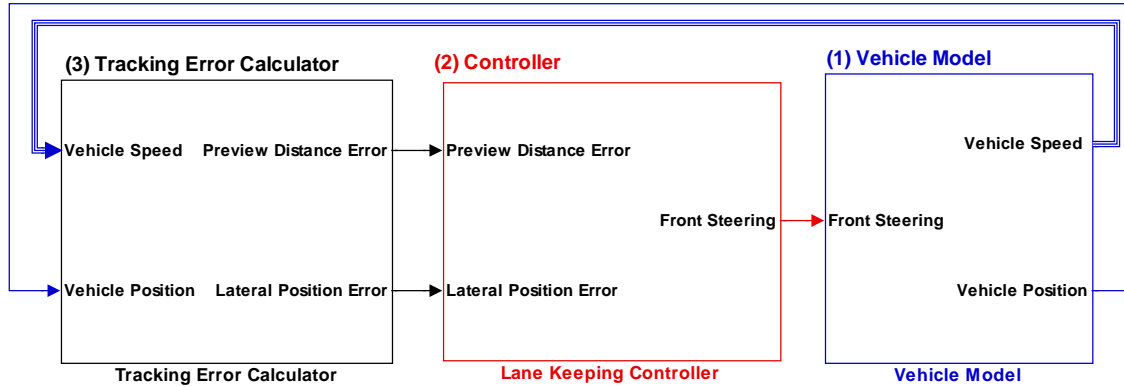 (3) Tracking Error Calculator
(2) Controller
(1) Vehicle Model
Vehicle Speed
Preview Distance Error
Preview Distance Error
Vehicle Speed
Front Steering
Front Steering
Vehicle Position
Lateral Position Error
Lateral Position Error
Vehicle Position
Tracking Error Calculator
Lane Keeping Controller
Vehicle Model